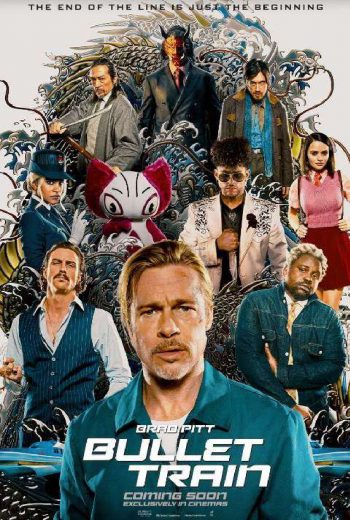 THE END OF THE LINE IS JUST THE BEGINNING
BRAD PITT
BULLET
TRAIN
COMING SOON
EXCLUSIVELY IN CINEMAS